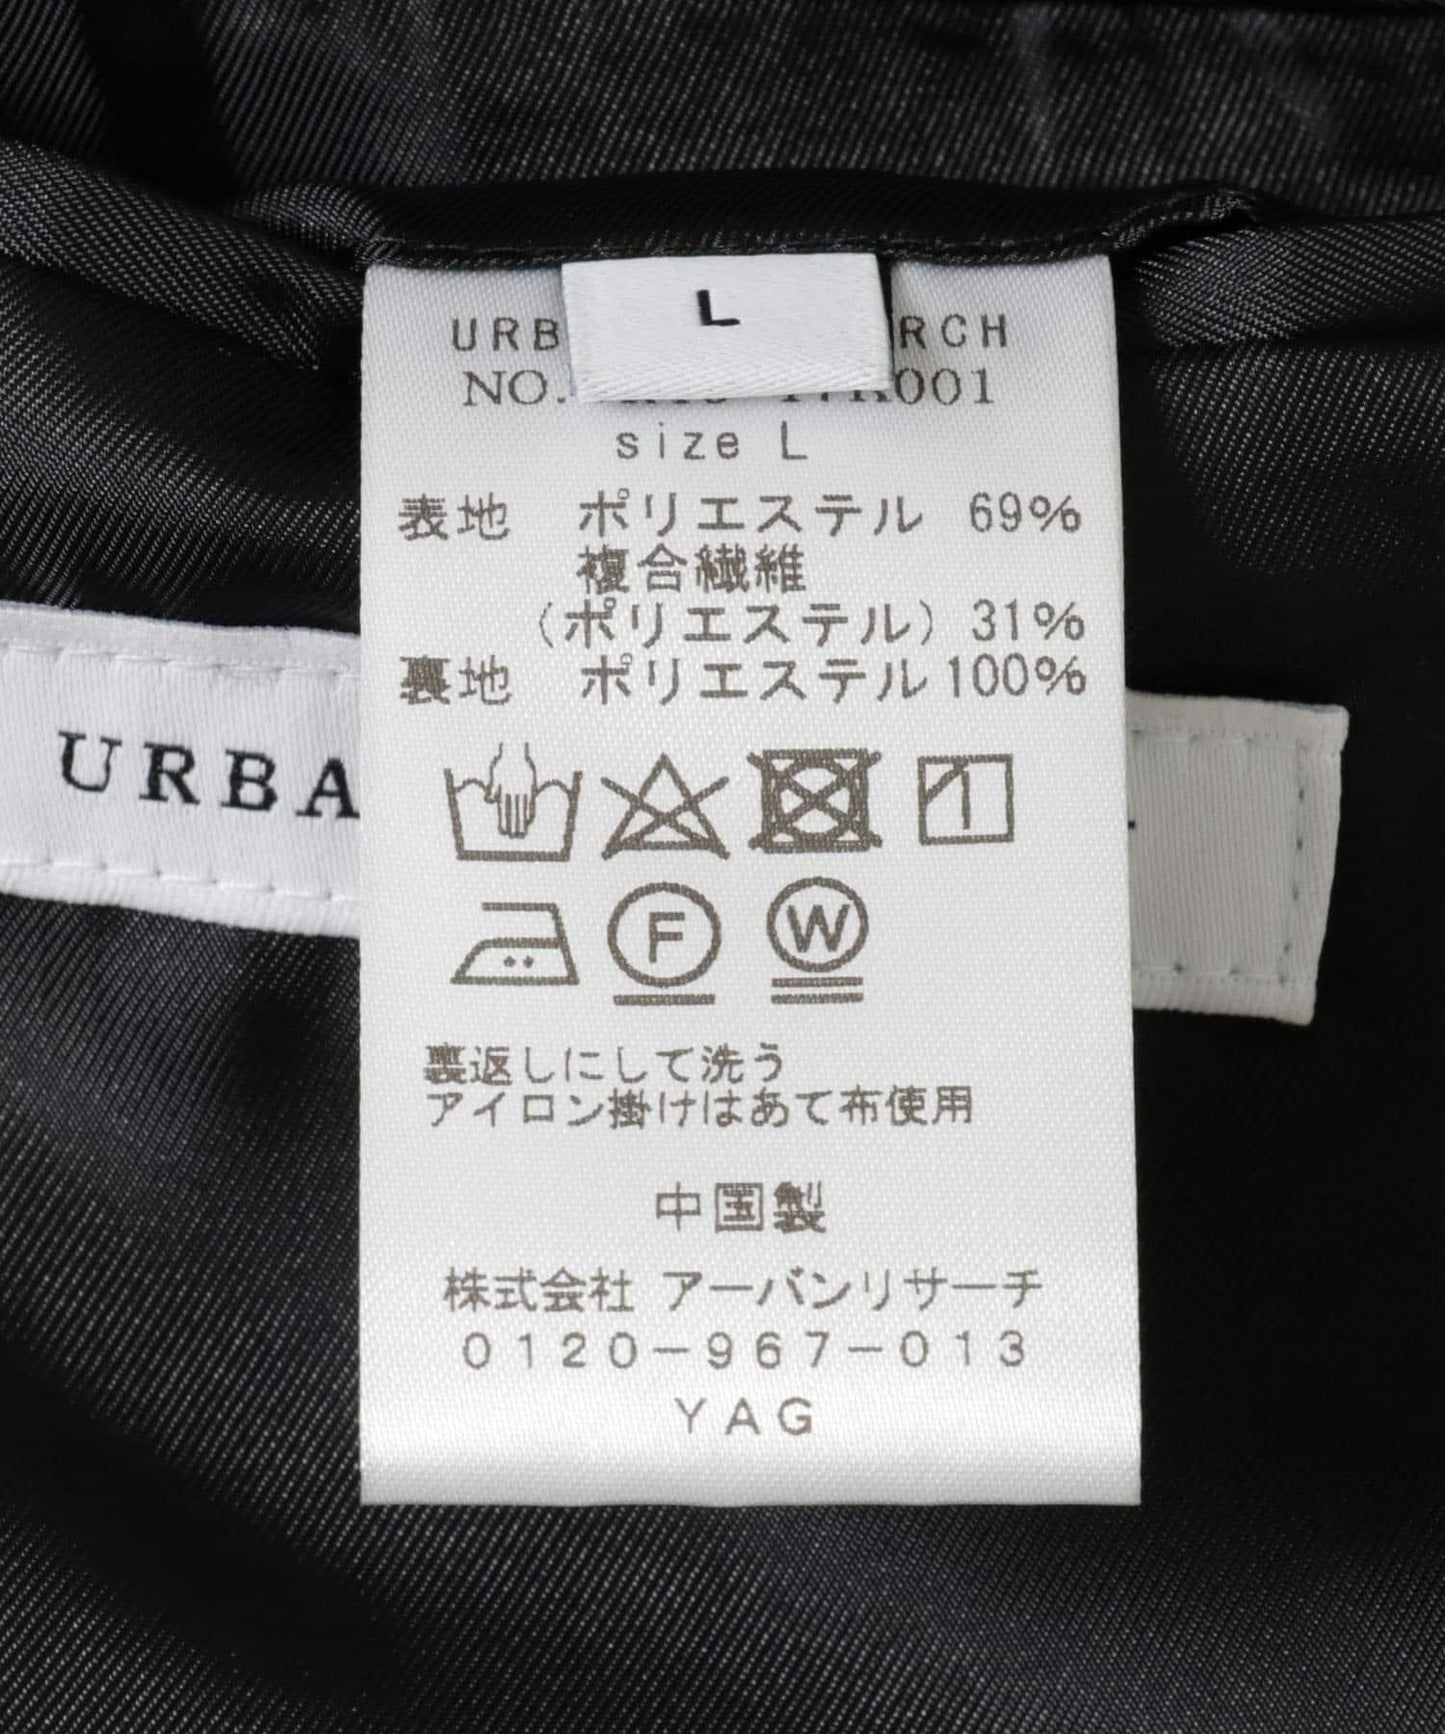 L
URB RCH
NO. 001
size L
表地 ポリエステル 69%
複合繊維
(ポリエステル) 31%
裏地 ポリエステル 100%
F W
裏返しにして洗う
アイロン掛けはあて布使用
中国製
株式会社 アーバンリサーチ
0120-967-013
YAG
URBA